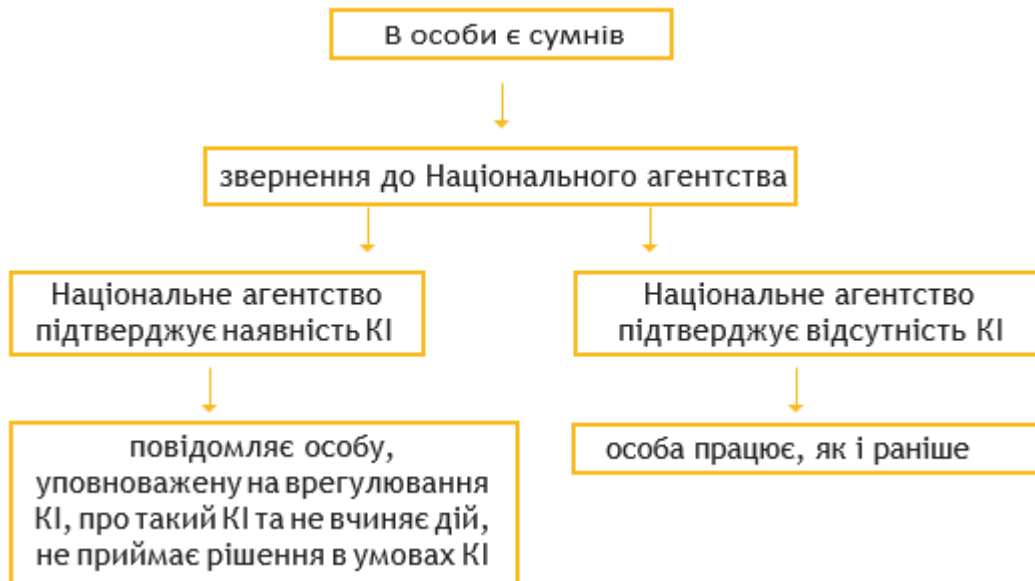 В особи є сумнів
звернення до Національного агентства
Національне агентство
підтверджує наявність КІ
Національне агентство
підтверджує відсутність КІ
повідомляє особу,
уповноважену на врегулювання
КІ, про такий КІ та не вчиняє дій,
не приймає рішення в умовах КІ
особа працює, як і раніше